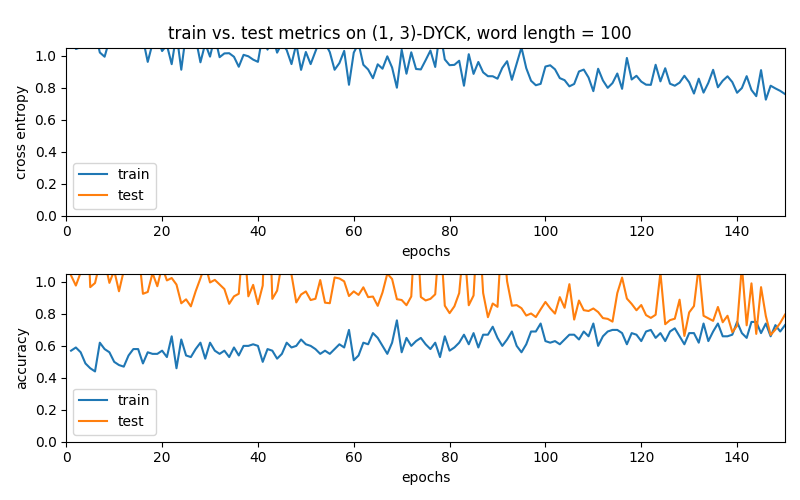 train vs. test metrics on (1, 3)-DYCK, word length = 100
1.0
0.8
0.6
0.4
0.2
0.0
cross entropy
train
test
0 20 40 60 80 100 120 140
epochs
1.0
0.8
0.6
0.4
0.2
0.0
accuracy
train
test
0 20 40 60 80 100 120 140
epochs